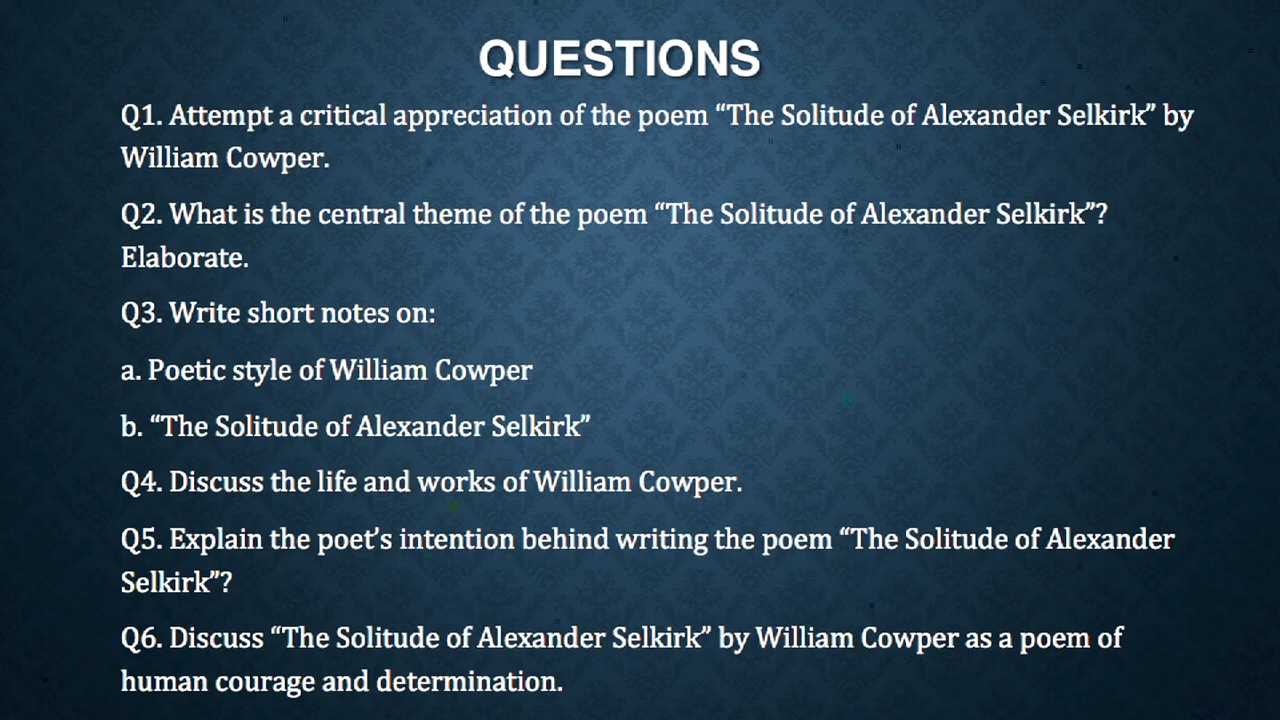 QUESTIONS
Q1. Attempt a critical appreciation of the poem “The Solitude of Alexander Selkirk” by
William Cowper.
Q2. What is the central theme of the poem “The Solitude of Alexander Selkirk”?
Elaborate.
Q3. Write short notes on:
a. Poetic style of William Cowper
b. “The Solitude of Alexander Selkirk”
Q4. Discuss the life and works of William Cowper.
Q5. Explain the poet’s intention behind writing the poem “The Solitude of Alexander
Selkirk”?
Q6. Discuss “The Solitude of Alexander Selkirk” by William Cowper as a poem of
human courage and determination.